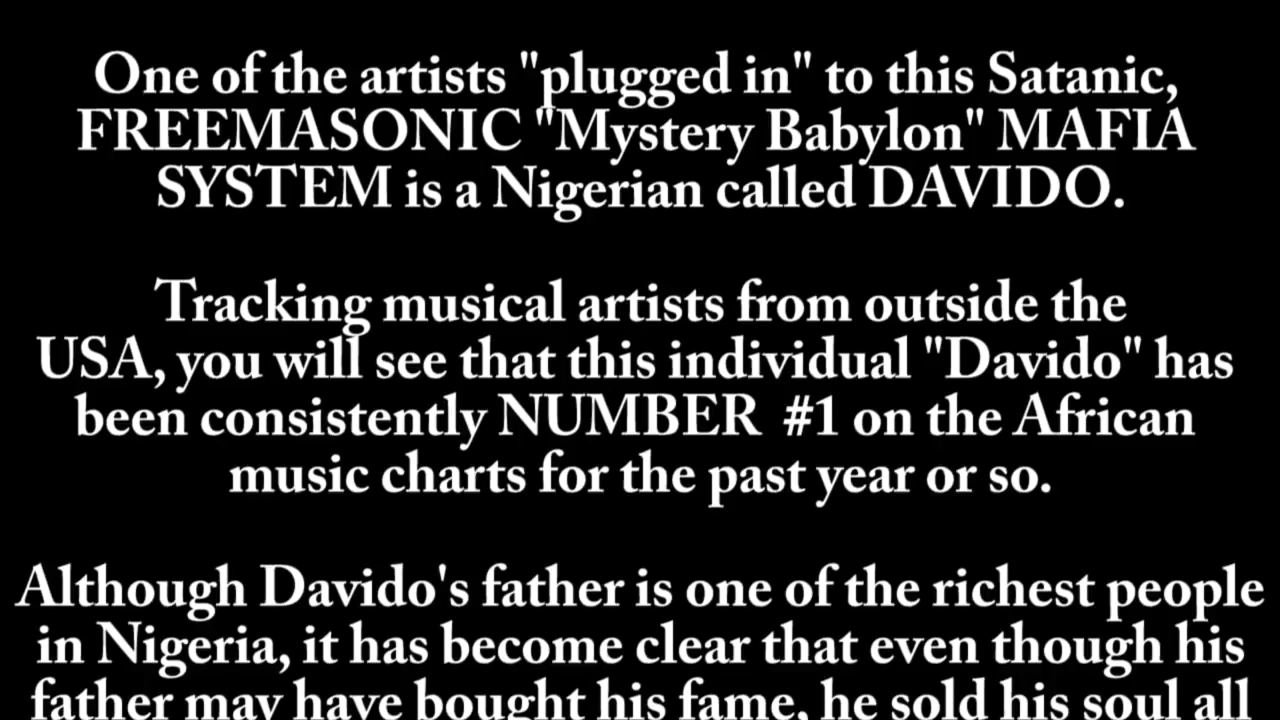 One of the artists "plugged in" to this Satanic,
FREEMASONIC "Mystery Babylon" MAFIA
SYSTEM is a Nigerian called DAVIDO.
Tracking musical artists from outside the
USA, you will see that this individual "Davido" has
been consistently NUMBER  #1 on the African
music charts for the past year or so.
Although Davido's father is one of the richest people
in Nigeria, it has become clear that even though his
father may have bought his fame, he sold his soul all